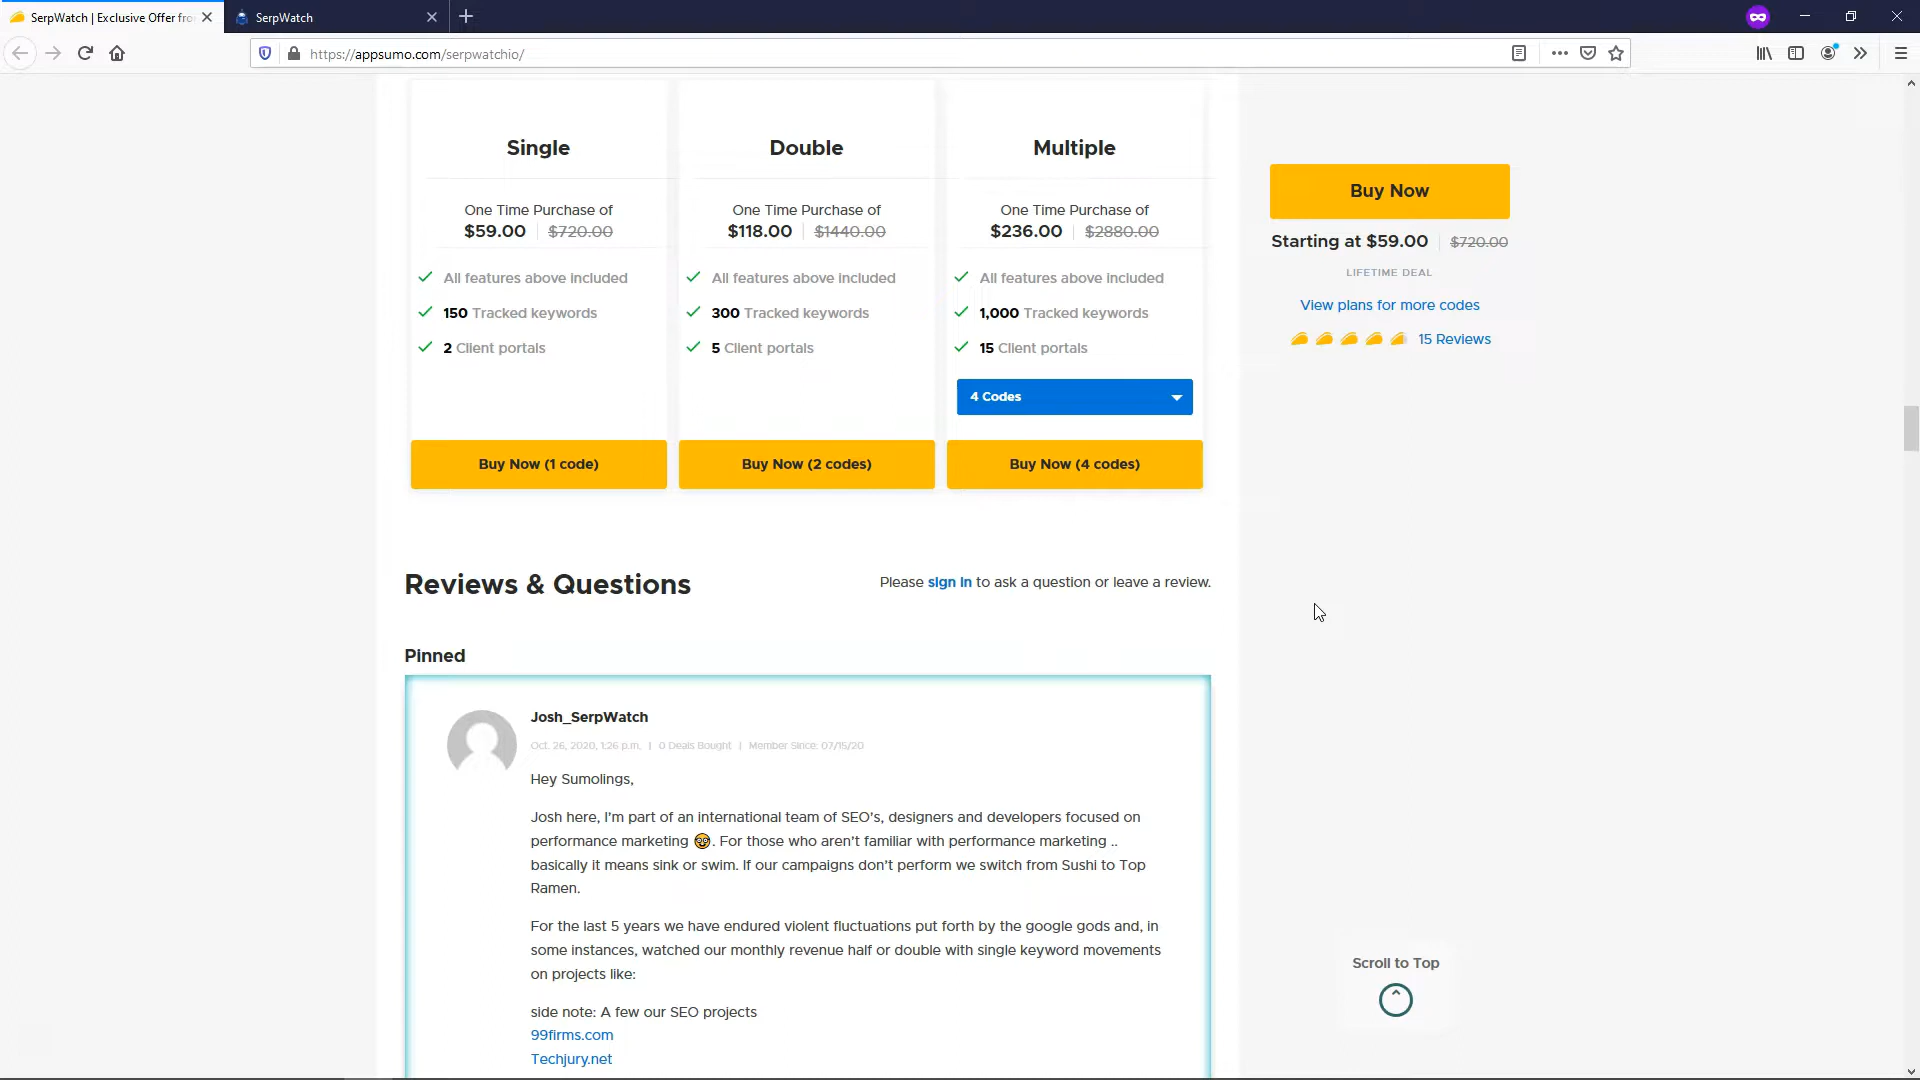 SerpWatch | Exclusive Offer fro
SerpWatch
https://appsumo.com/serpwatchio/
Single
One Time Purchase of
$59.00 $720.00
All features above included
150 Tracked keywords
2 Client portals
Buy Now (1 code)
Double
One Time Purchase of
$118.00 $1440.00
All features above included
300 Tracked keywords
5 Client portals
Buy Now (2 codes)
Multiple
One Time Purchase of
$236.00 $2880.00
All features above included
1,000 Tracked keywords
15 Client portals
4 Codes
Buy Now (4 codes)
Buy Now
Starting at $59.00 $720.00
LIFETIME DEAL
View plans for more codes
15 Reviews
Reviews & Questions
Please sign in to ask a question or leave a review.
Pinned
Josh_SerpWatch
Oct. 26, 2020, 1:26 p.m. | 0 Deals Bought | Member Since: 07/15/20
Hey Sumolings,
Josh here, I'm part of an international team of SEO's, designers and developers focused on
performance marketing 🤓. For those who aren't familiar with performance marketing ..
basically it means sink or swim. If our campaigns don't perform we switch from Sushi to Top
Ramen.
For the last 5 years we have endured violent fluctuations put forth by the google gods and, in
some instances, watched our monthly revenue half or double with single keyword movements
on projects like:
side note: A few our SEO projects
99firms.com
Techjury.net
Scroll to Top